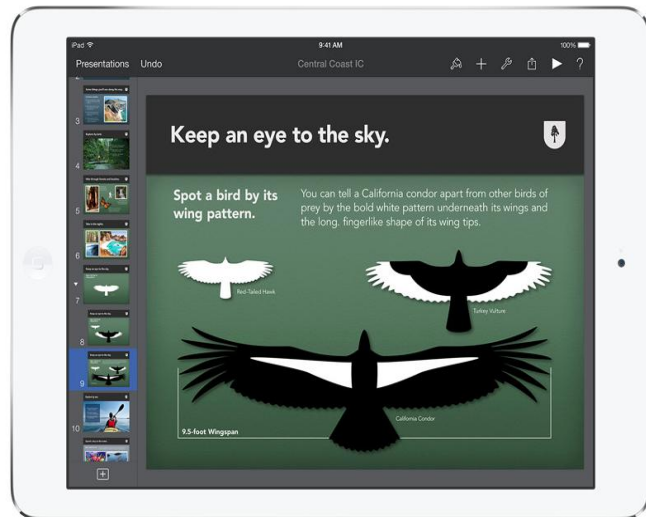 iPad
9:41 AM
100%
Presentations
Undo
Central Coast IC
?
3
4
5
6
7
8
9
10
Keep an eye to the sky.
Spot a bird by its
wing pattern.
You can tell a California condor apart from other birds of
prey by the bold white pattern underneath its wings and
the long, fingerlike shape of its wing tips.
Red-Tailed Hawk
Turkey Vulture
California Condor
9.5-foot Wingspan